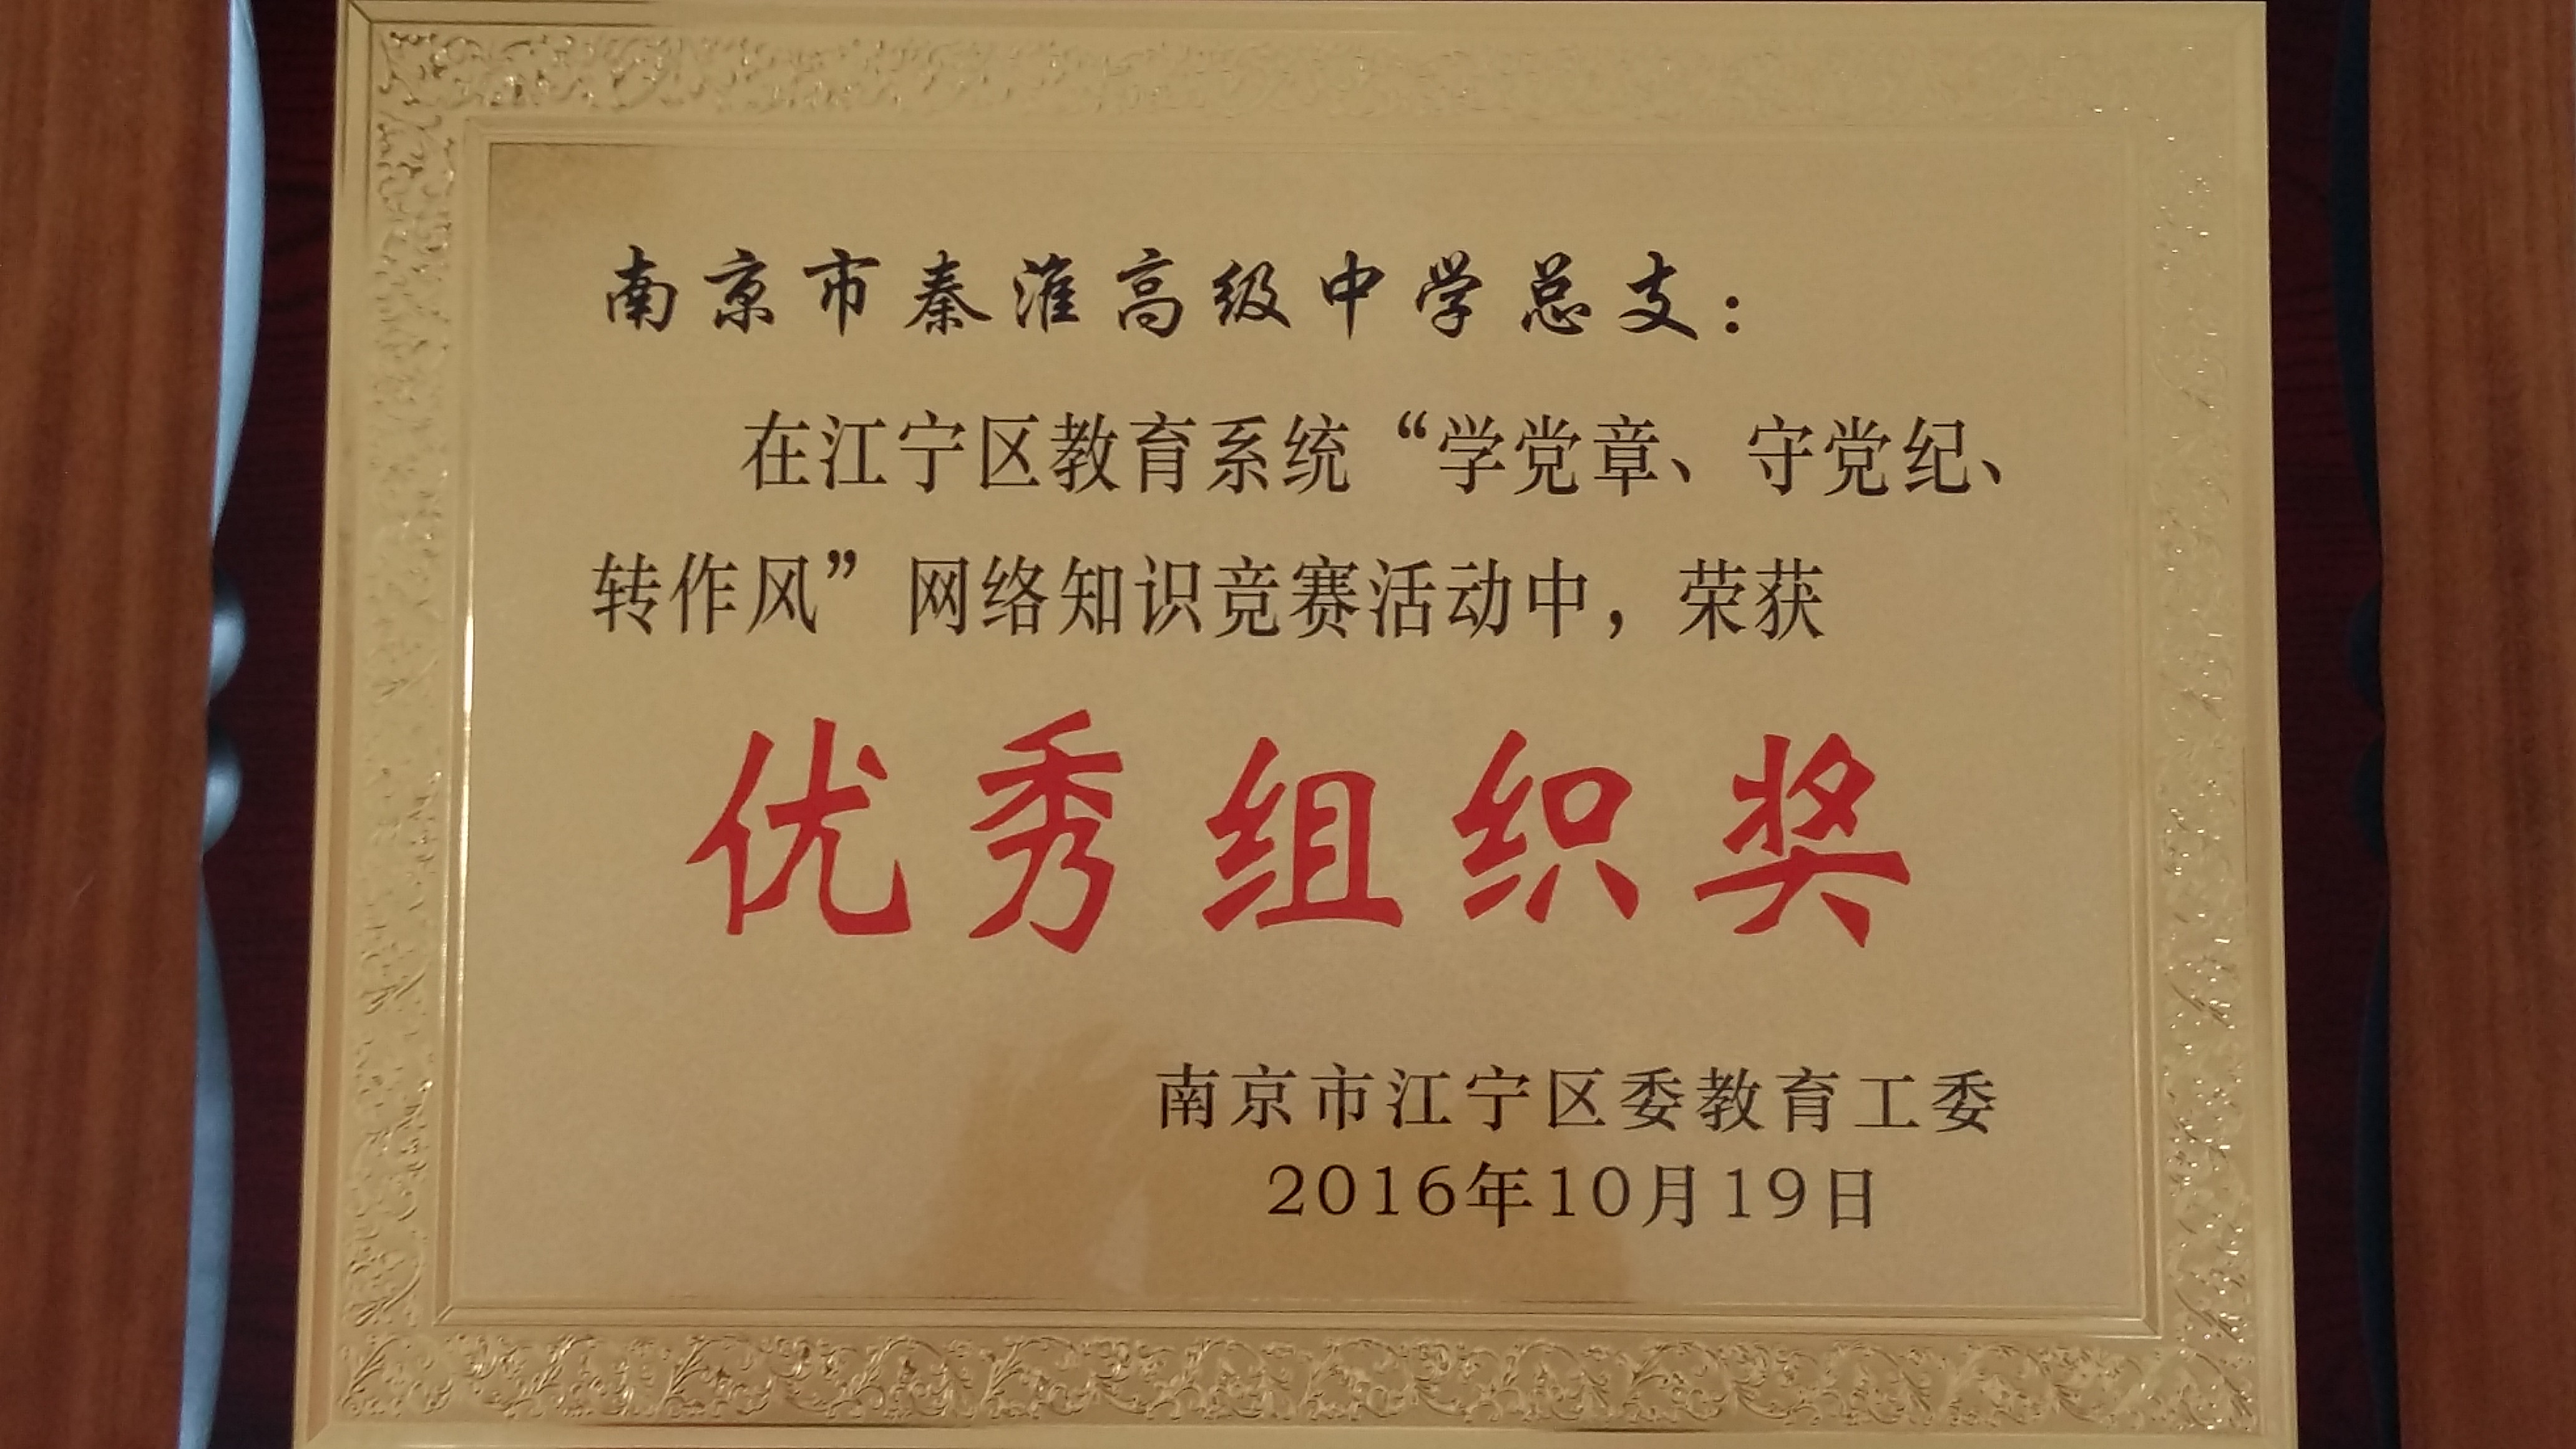 南京市秦淮高级中学总支：
在江宁区教育系统“学党章、守党纪、
转作风”网络知识竞赛活动中，荣获
优秀组织奖
南京市江宁区委教育工委
2016年10月19日